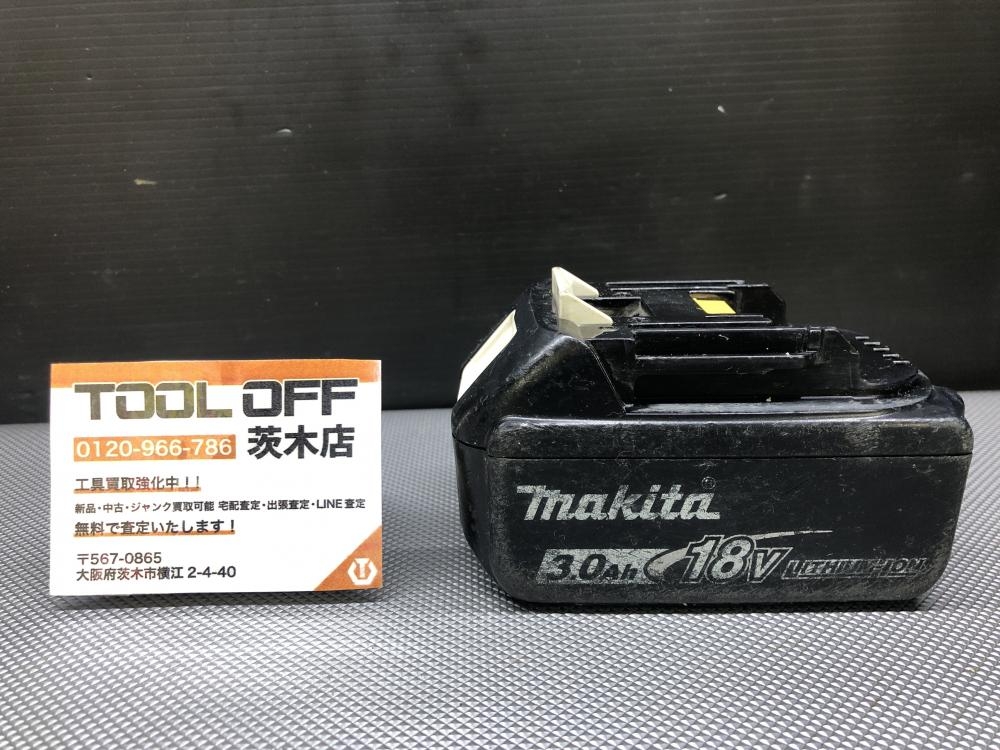 TOOL OFF
0120-966-786 茨木店
工具買取強化中！！
新品・中古・ジャンク買取可能 宅配査定・出張査定・LINE査定
無料で査定いたします！
〒567-0865
大阪府茨木市横江 2-4-40
makita®
3.0Ah 18V LITHIUM-ION